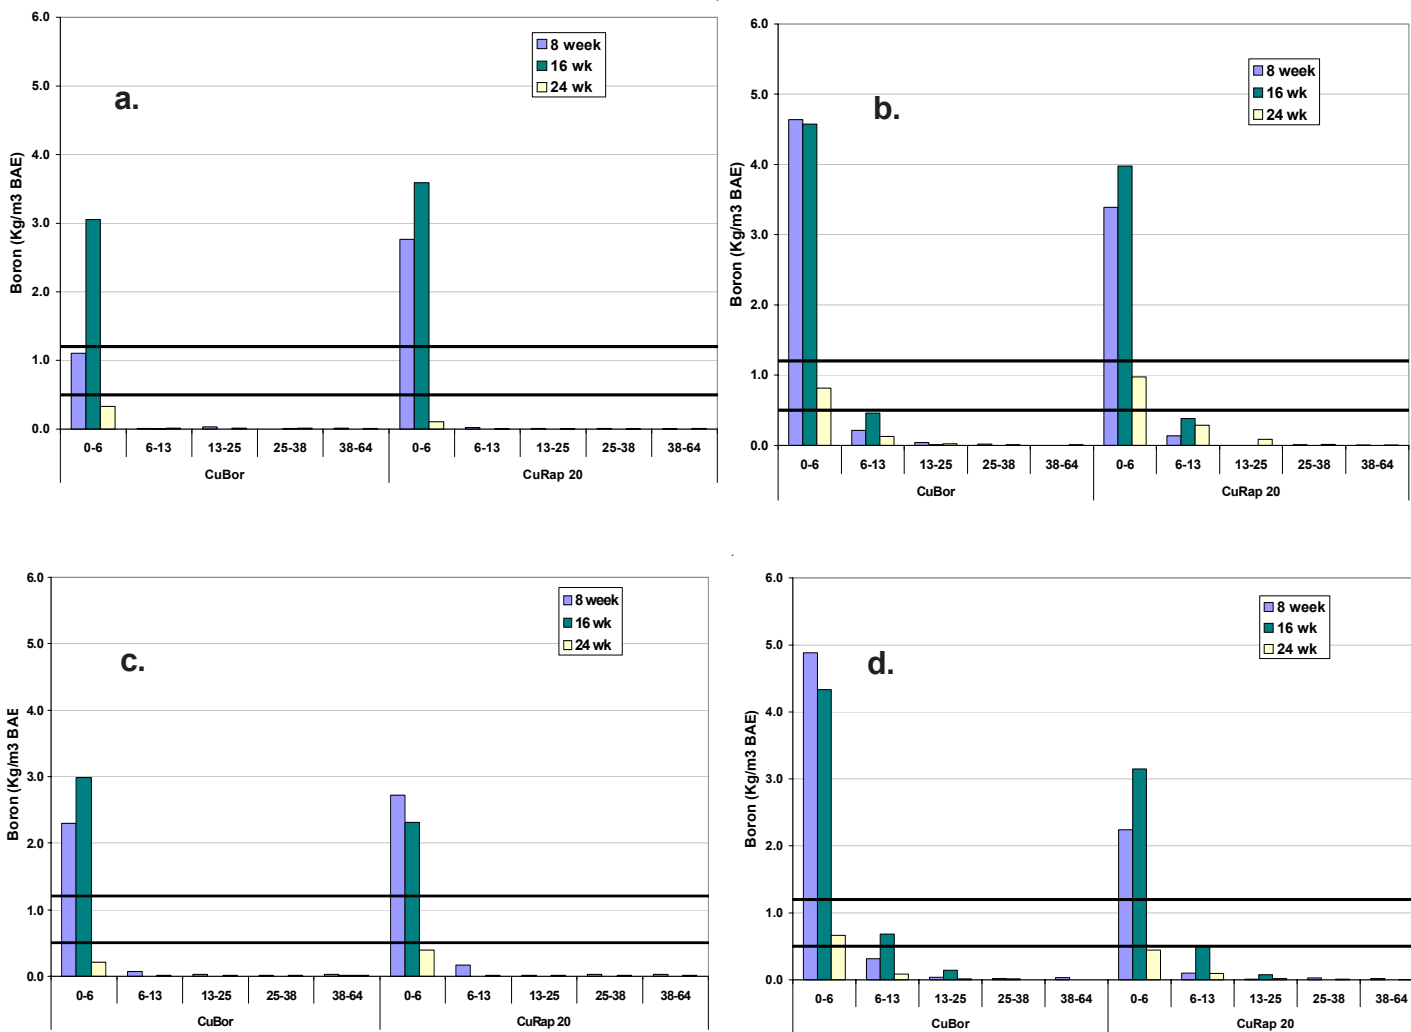 a.
8 week
16 wk
24 wk
Boron (Kg/m3 BAE)
6.0
5.0
4.0
3.0
2.0
1.0
0.0
0-6 6-13 13-25 25-38 38-64 0-6 6-13 13-25 25-38 38-64
CuBor CuRap 20
b.
8 week
16 wk
24 wk
Boron (Kg/m3 BAE)
6.0
5.0
4.0
3.0
2.0
1.0
0.0
0-6 6-13 13-25 25-38 38-64 0-6 6-13 13-25 25-38 38-64
CuBor CuRap 20
c.
8 week
16 wk
24 wk
Boron (Kg/m3 BAE
6.0
5.0
4.0
3.0
2.0
1.0
0.0
0-6 6-13 13-25 25-38 38-64 0-6 6-13 13-25 25-38 38-64
CuBor CuRap 20
d.
8 week
16 wk
24 wk
Boron (Kg/m3 BAE)
6.0
5.0
4.0
3.0
2.0
1.0
0.0
0-6 6-13 13-25 25-38 38-64 0-6 6-13 13-25 25-38 38-64
CuBor CuRap 20